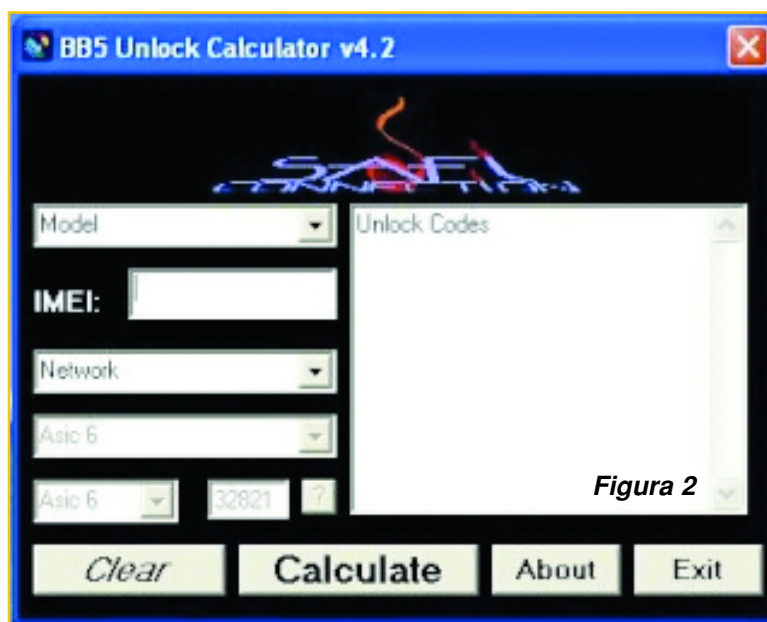 BB5 Unlock Calculator v4.2
Model
Unlock Codes
IMEI:
Network
Asic 6
Asic 6
32821
?
Figura 2
Clear
Calculate
About
Exit